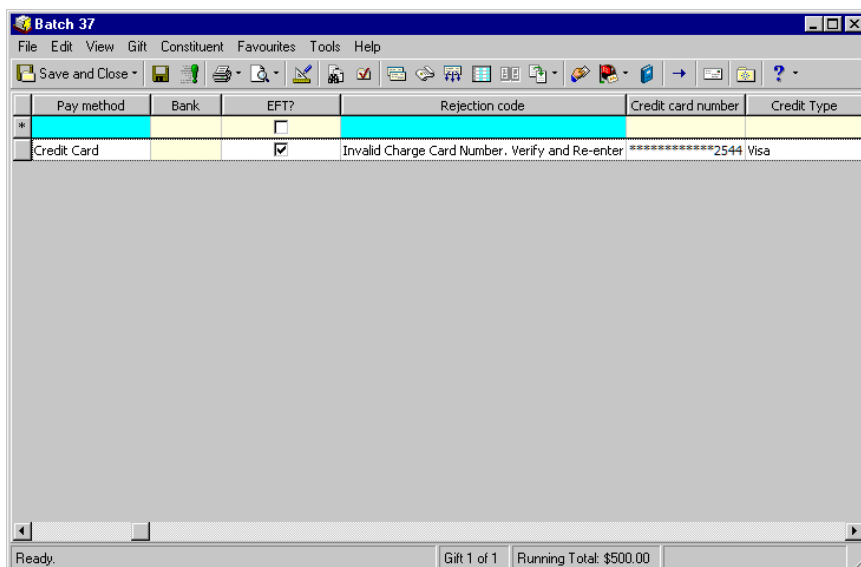 Batch 37
File Edit View Gift Constituent Favourites Tools Help
Save and Close
Pay method Bank EFT? Rejection code Credit card number Credit Type
*
Credit Card Invalid Charge Card Number. Verify and Re-enter ************2544 Visa
Ready. Gift 1 of 1 Running Total: $500.00